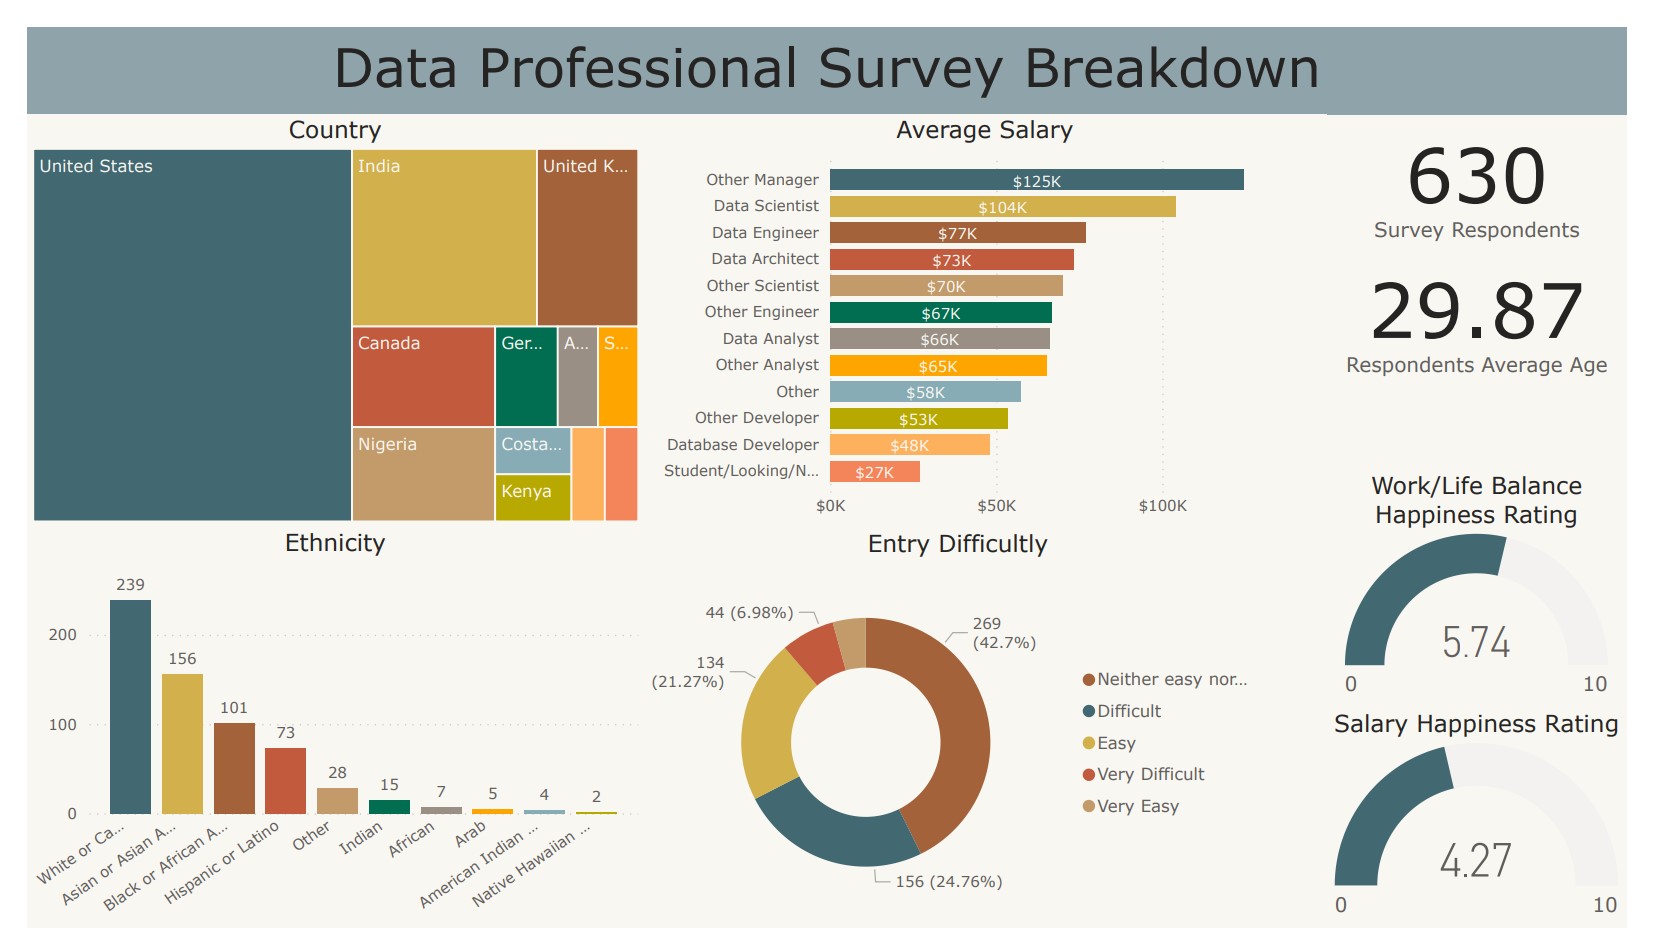 Data Professional Survey Breakdown
Country
United States
India
United K...
Canada
Ger...
A...
S...
Nigeria
Costa...
Kenya
Average Salary
Other Manager
$125K
Data Scientist
$104K
Data Engineer
$77K
Data Architect
$73K
Other Scientist
$70K
Other Engineer
$67K
Data Analyst
$66K
Other Analyst
$65K
Other
$58K
Other Developer
$53K
Database Developer
$48K
Student/Looking/N...
$27K
$0K
$50K
$100K
630
Survey Respondents
29.87
Respondents Average Age
Ethnicity
200
100
0
239
156
101
73
28
15
7
5
4
2
White or Ca...
Asian or Asian A...
Black or African A...
Hispanic or Latino
Other
Indian
African
Arab
American Indian ...
Native Hawaiian ...
Entry Difficultly
44 (6.98%)
269
(42.7%)
134
(21.27%)
156 (24.76%)
Neither easy nor...
Difficult
Easy
Very Difficult
Very Easy
Work/Life Balance
Happiness Rating
5.74
0
10
Salary Happiness Rating
4.27
0
10